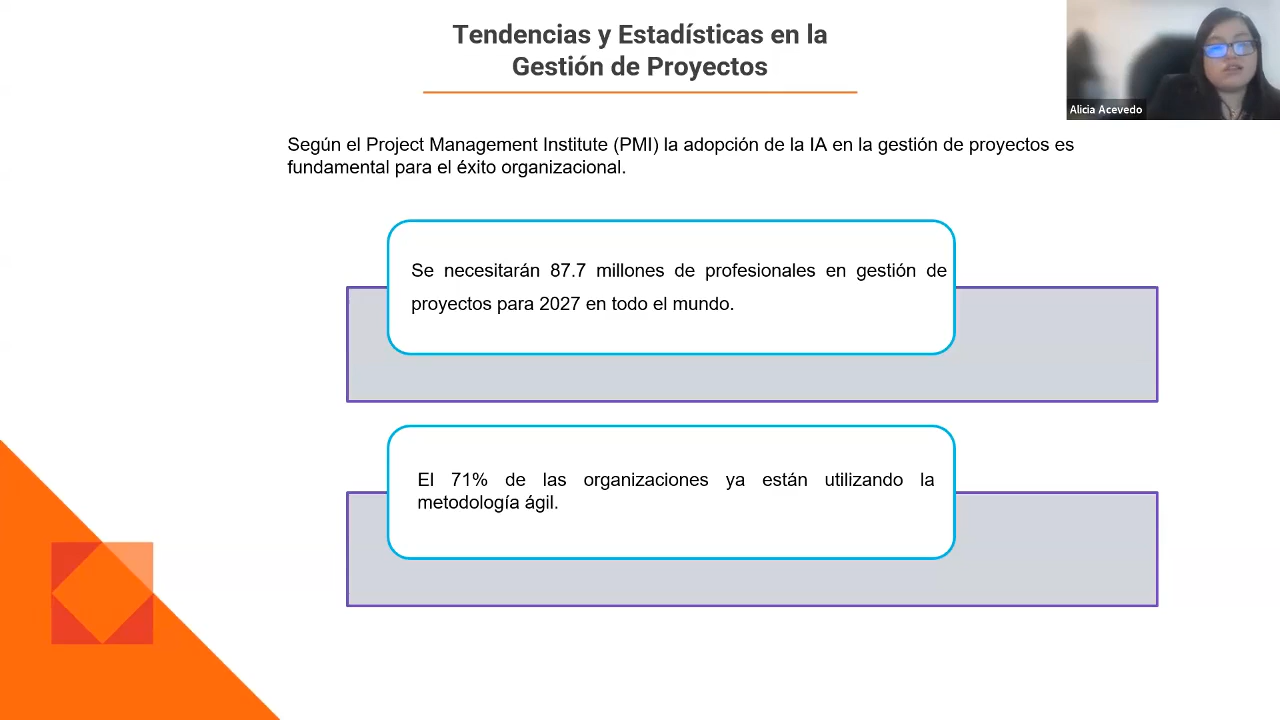 Tendencias y Estadísticas en la
Gestión de Proyectos
Alicia Acevedo
Según el Project Management Institute (PMI) la adopción de la IA en la gestión de proyectos es
fundamental para el éxito organizacional.
Se necesitarán 87.7 millones de profesionales en gestión de
proyectos para 2027 en todo el mundo.
El 71% de las organizaciones ya están utilizando la
metodología ágil.